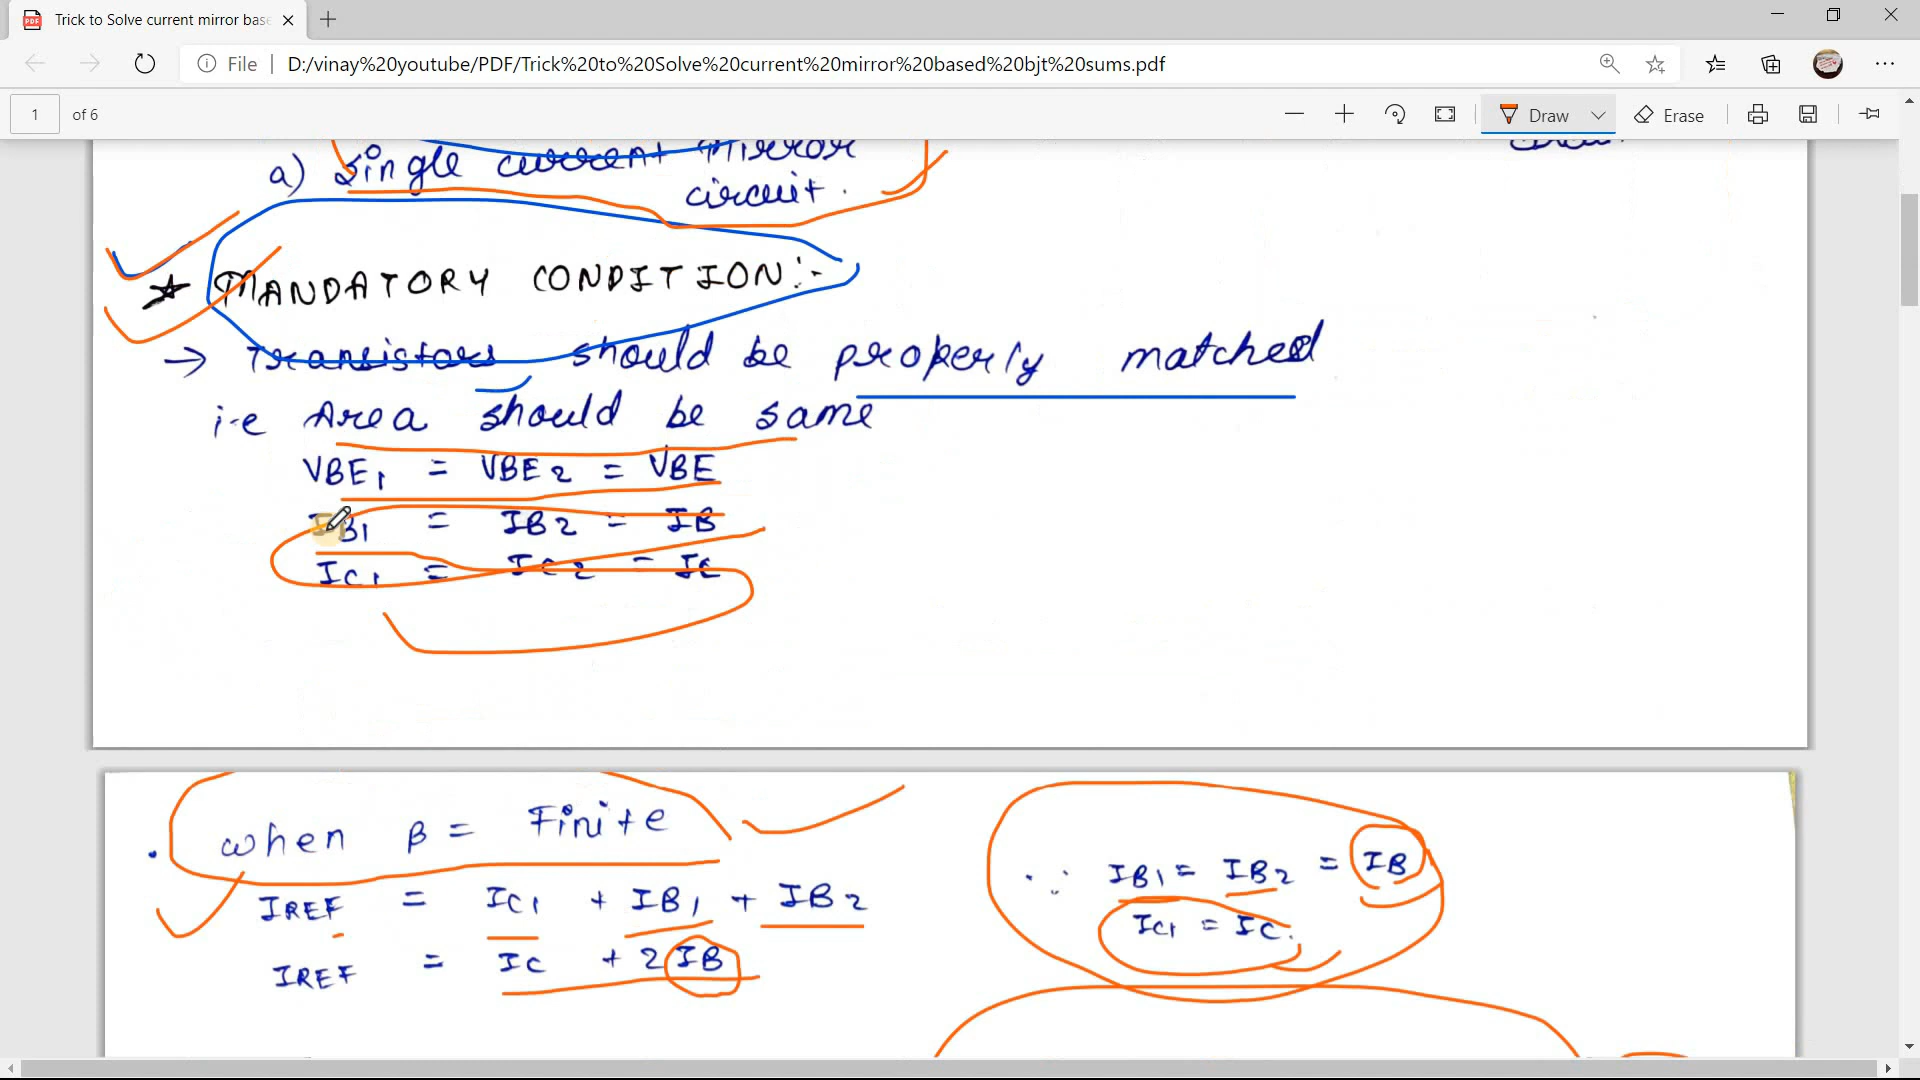 Trick to Solve current mirror base
File D:/vinay%20youtube/PDF/Trick%20to%20Solve%20current%20mirror%20based%20bjt%20sums.pdf
1 of 6 Draw Erase
a) Single current mirror
circuit.
★ MANDATORY CONDITION:-
→ Transistors should be properly matched
i.e Area should be same
VBE1 = VBE2 = VBE
IB1 = IB2 = IB
IC1 = IC2 = IC
. when β = Finite
IREF = IC1 + IB1 + IB2
IREF = IC + 2IB
∵ IB1 = IB2 = IB
IC1 = IC.